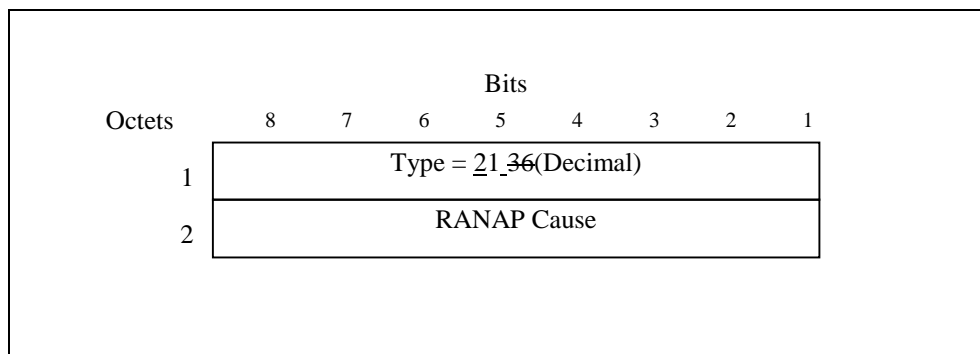 Bits
Octets 8 7 6 5 4 3 2 1
1 Type = 21 36(Decimal)
2 RANAP Cause